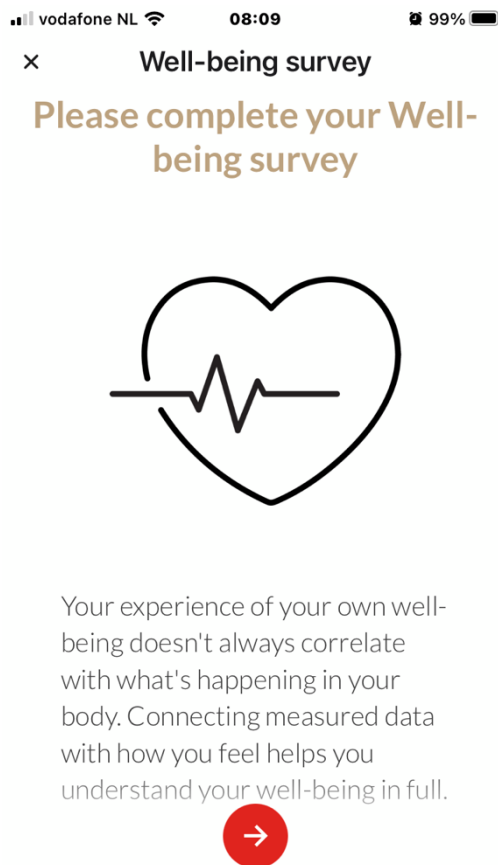 vodafone NL 08:09 99%
Well-being survey
Please complete your Well-
being survey
Your experience of your own well-
being doesn't always correlate
with what's happening in your
body. Connecting measured data
with how you feel helps you
understand your well-being in full.